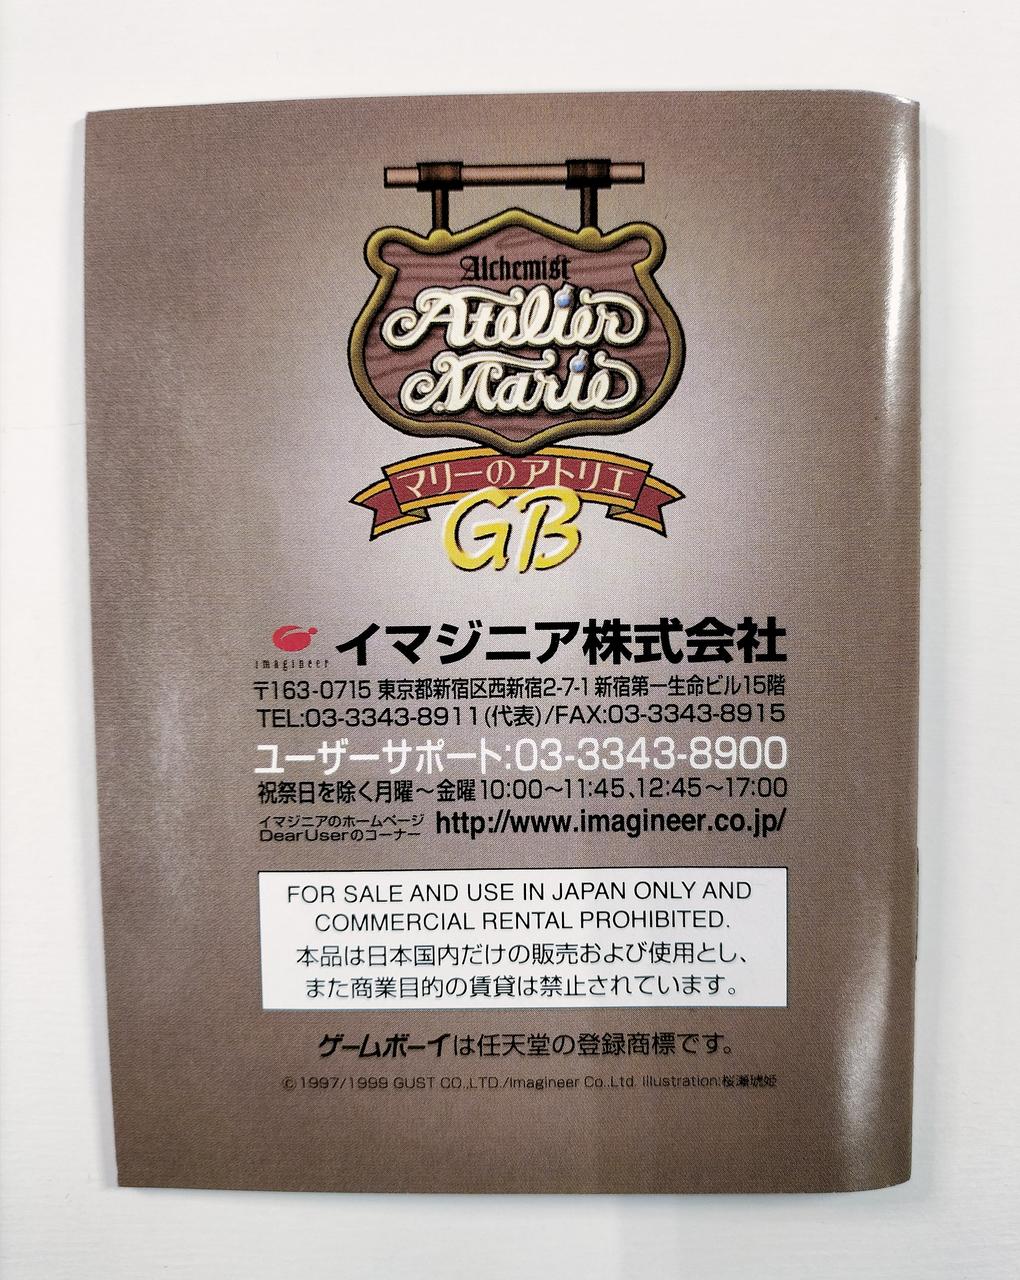 Alchemist
Atelier
Marie
マリーのアトリエ
GB
imagineer イマジニア株式会社
〒163-0715 東京都新宿区西新宿2-7-1 新宿第一生命ビル15階
TEL:03-3343-8911(代表)/FAX:03-3343-8915
ユーザーサポート:03-3343-8900
祝祭日を除く月曜～金曜10:00～11:45、12:45～17:00
イマジニアのホームページ
DearUserのコーナー http://www.imagineer.co.jp/
FOR SALE AND USE IN JAPAN ONLY AND
COMMERCIAL RENTAL PROHIBITED.
本品は日本国内だけの販売および使用とし、
また商業目的の賃貸は禁止されています。
ゲームボーイは任天堂の登録商標です。
©1997/1999 GUST CO.,LTD./Imagineer Co.,Ltd. illustration:桜瀬琥姫